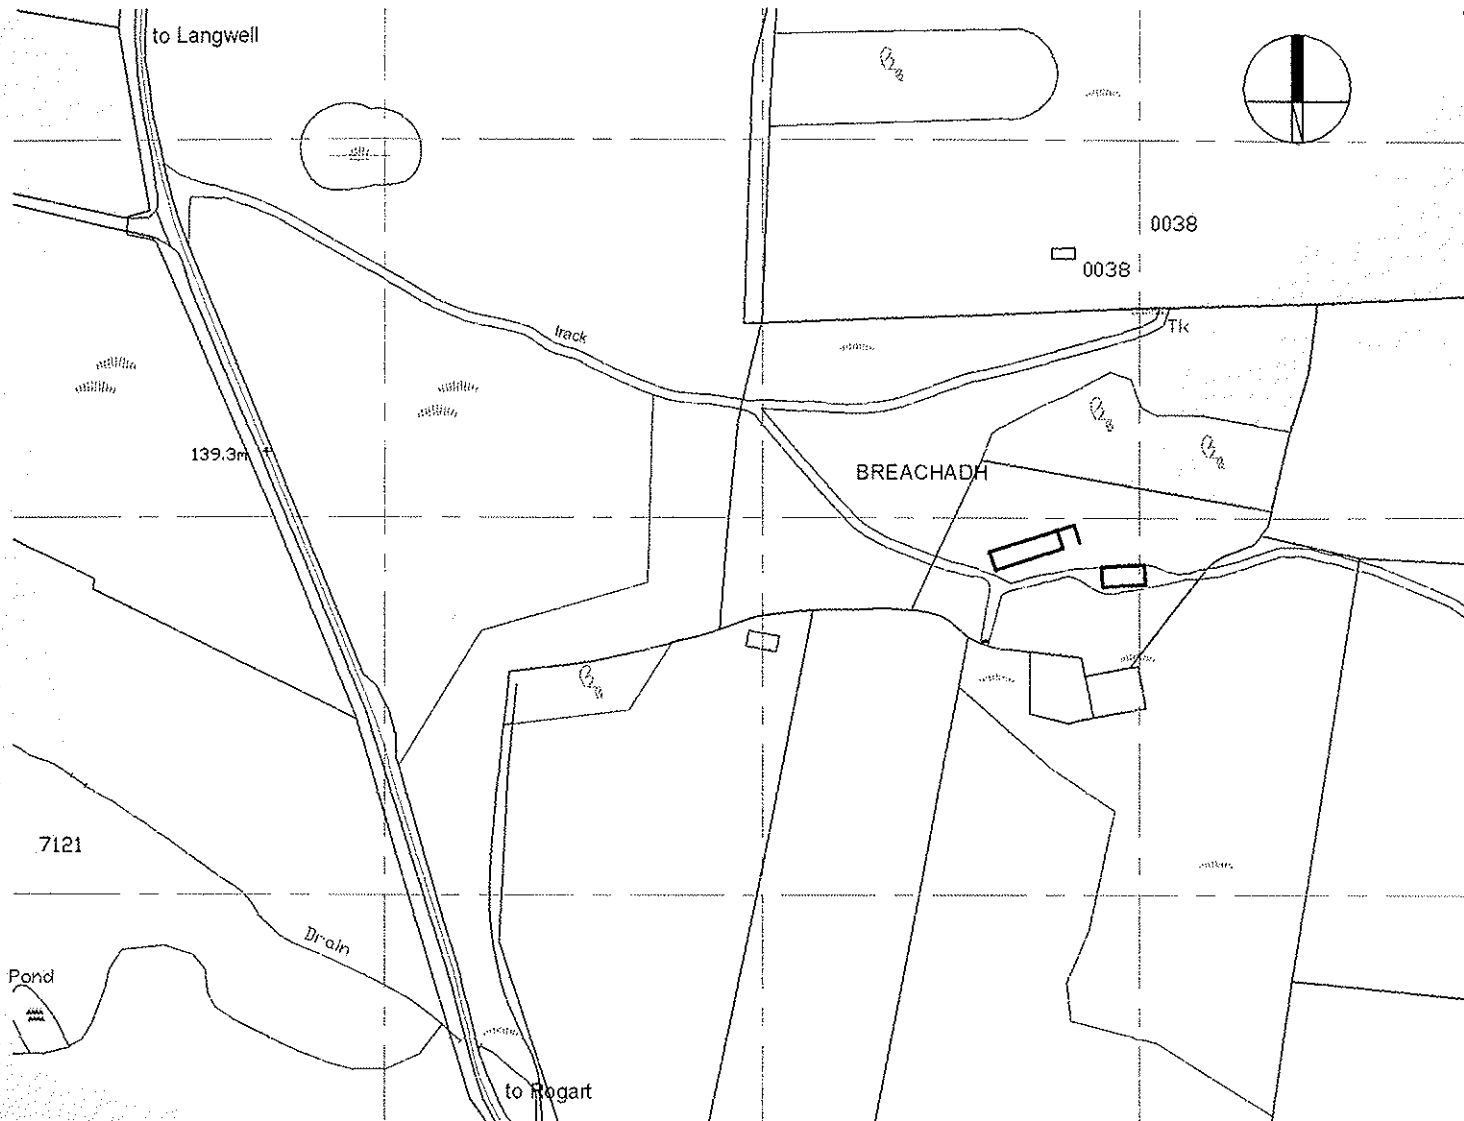 to Langwell
0038
0038
track
Tk
139.3m
BREACHADH
7121
Drain
Pond
to Rogart